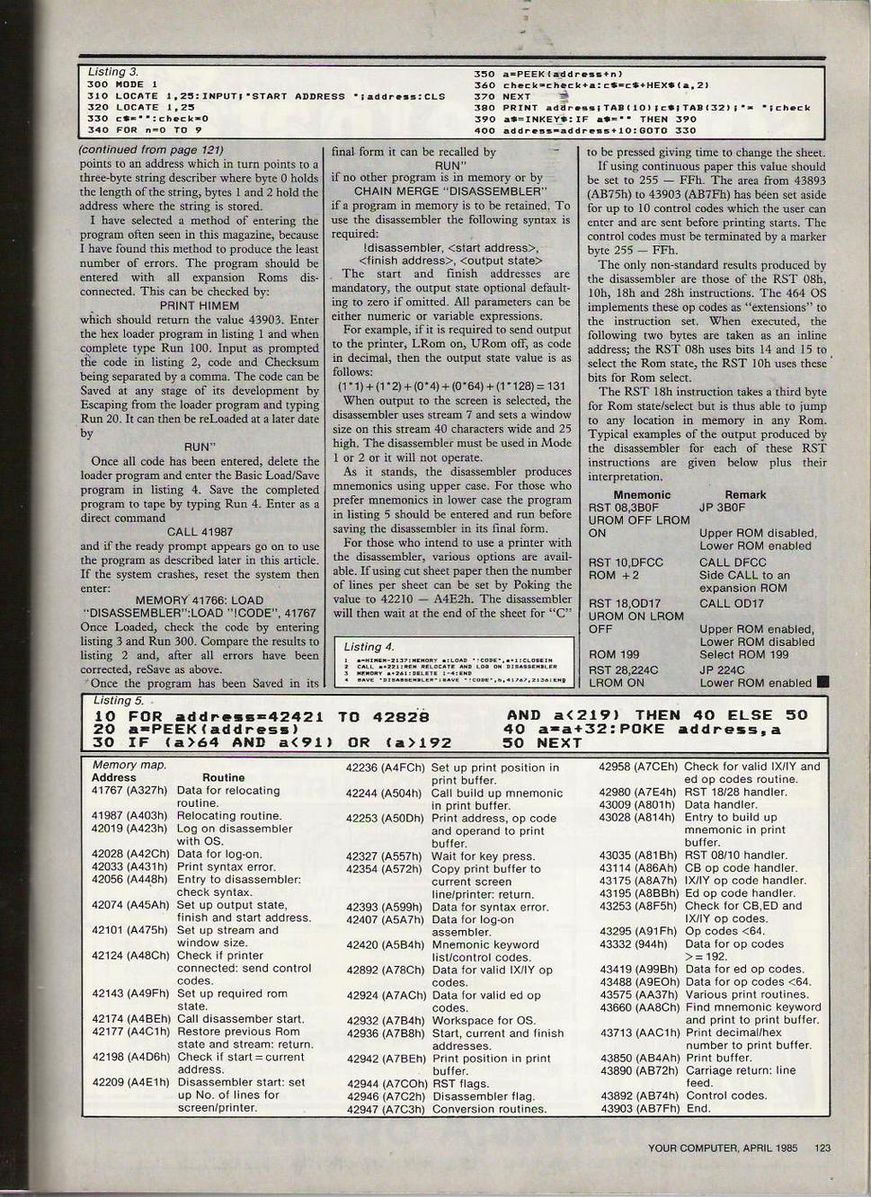 Listing 3.
300 MODE 1
310 LOCATE 1,25:INPUT;"START ADDRESS ";address:CLS
320 LOCATE 1,25
330 c$="":check=0
340 FOR n=0 TO 9
350 a=PEEK(address+n)
360 check=check+a:c$=c$+HEX$(a,2)
370 NEXT
380 PRINT address;TAB(10);c$;TAB(32);"= ";check
390 a$=INKEY$:IF a$="" THEN 390
400 address=address+10:GOTO 330
(continued from page 121)
points to an address which in turn points to a
three-byte string describer where byte 0 holds
the length of the string, bytes 1 and 2 hold the
address where the string is stored.
I have selected a method of entering the
program often seen in this magazine, because
I have found this method to produce the least
number of errors. The program should be
entered with all expansion Roms dis-
connected. This can be checked by:
PRINT HIMEM
which should return the value 43903. Enter
the hex loader program in listing 1 and when
complete type Run 100. Input as prompted
the code in listing 2, code and Checksum
being separated by a comma. The code can be
Saved at any stage of its development by
Escaping from the loader program and typing
Run 20. It can then be reLoaded at a later date
by
RUN"
Once all code has been entered, delete the
loader program and enter the Basic Load/Save
program in listing 4. Save the completed
program to tape by typing Run 4. Enter as a
direct command
CALL 41987
and if the ready prompt appears go on to use
the program as described later in this article.
If the system crashes, reset the system then
enter:
MEMORY 41766: LOAD
"DISASSEMBLER":LOAD "!CODE", 41767
Once Loaded, check the code by entering
listing 3 and Run 300. Compare the results to
listing 2 and, after all errors have been
corrected, reSave as above.
Once the program has been Saved in its
final form it can be recalled by
RUN"
if no other program is in memory or by
CHAIN MERGE "DISASSEMBLER"
if a program in memory is to be retained. To
use the disassembler the following syntax is
required:
!disassembler, <start address>,
<finish address>, <output state>
The start and finish addresses are
mandatory, the output state optional default-
ing to zero if omitted. All parameters can be
either numeric or variable expressions.
For example, if it is required to send output
to the printer, LRom on, URom off, as code
in decimal, then the output state value is as
follows:
(1*1)+(1*2)+(0*4)+(0*64)+(1*128)=131
When output to the screen is selected, the
disassembler uses stream 7 and sets a window
size on this stream 40 characters wide and 25
high. The disassembler must be used in Mode
1 or 2 or it will not operate.
As it stands, the disassembler produces
mnemonics using upper case. For those who
prefer mnemonics in lower case the program
in listing 5 should be entered and run before
saving the disassembler in its final form.
For those who intend to use a printer with
the disassembler, various options are avail-
able. If using cut sheet paper then the number
of lines per sheet can be set by Poking the
value to 42210 — A4E2h. The disassembler
will then wait at the end of the sheet for "C"
Listing 4.
1 a=HIMEM-2137:MEMORY a:LOAD "!CODE",a+1:CLOSEIN
2 CALL a+221:REM RELOCATE AND LOG ON DISASSEMBLER
3 MEMORY a+261:DELETE 1-4:END
4 SAVE "DISASSEMBLER":SAVE "!CODE",b,41767,2136:END
to be pressed giving time to change the sheet.
If using continuous paper this value should
be set to 255 — FFh. The area from 43893
(AB75h) to 43903 (AB7Fh) has been set aside
for up to 10 control codes which the user can
enter and are sent before printing starts. The
control codes must be terminated by a marker
byte 255 — FFh.
The only non-standard results produced by
the disassembler are those of the RST 08h,
10h, 18h and 28h instructions. The 464 OS
implements these op codes as "extensions" to
the instruction set. When executed, the
following two bytes are taken as an inline
address; the RST 08h uses bits 14 and 15 to
select the Rom state, the RST 10h uses these
bits for Rom select.
The RST 18h instruction takes a third byte
for Rom state/select but is thus able to jump
to any location in memory in any Rom.
Typical examples of the output produced by
the disassembler for each of these RST
instructions are given below plus their
interpretation.
Mnemonic Remark
RST 08,3B0F JP 3B0F
UROM OFF LROM
ON Upper ROM disabled,
Lower ROM enabled
RST 10,DFCC CALL DFCC
ROM +2 Side CALL to an
expansion ROM
RST 18,OD17 CALL OD17
UROM ON LROM
OFF Upper ROM enabled,
Lower ROM disabled
ROM 199 Select ROM 199
RST 28,224C JP 224C
LROM ON Lower ROM enabled
Listing 5.
10 FOR address=42421 TO 42828
20 a=PEEK(address)
30 IF (a>64 AND a<91) OR (a>192
AND a<219) THEN 40 ELSE 50
40 a=a+32:POKE address,a
50 NEXT
Memory map.
Address Routine
41767 (A327h) Data for relocating
routine.
41987 (A403h) Relocating routine.
42019 (A423h) Log on disassembler
with OS.
42028 (A42Ch) Data for log-on.
42033 (A431h) Print syntax error.
42056 (A448h) Entry to disassembler:
check syntax.
42074 (A45Ah) Set up output state,
finish and start address.
42101 (A475h) Set up stream and
window size.
42124 (A48Ch) Check if printer
connected: send control
codes.
42143 (A49Fh) Set up required rom
state.
42174 (A4BEh) Call disassembler start.
42177 (A4C1h) Restore previous Rom
state and stream: return.
42198 (A4D6h) Check if start=current
address.
42209 (A4E1h) Disassembler start: set
up No. of lines for
screen/printer.
42236 (A4FCh) Set up print position in
print buffer.
42244 (A504h) Call build up mnemonic
in print buffer.
42253 (A50Dh) Print address, op code
and operand to print
buffer.
42327 (A557h) Wait for key press.
42354 (A572h) Copy print buffer to
current screen
line/printer: return.
42393 (A599h) Data for syntax error.
42407 (A5A7h) Data for log-on
assembler.
42420 (A5B4h) Mnemonic keyword
list/control codes.
42892 (A78Ch) Data for valid IX/IY op
codes.
42924 (A7ACh) Data for valid ed op
codes.
42932 (A7B4h) Workspace for OS.
42936 (A7B8h) Start, current and finish
addresses.
42942 (A7BEh) Print position in print
buffer.
42944 (A7COh) RST flags.
42946 (A7C2h) Disassembler flag.
42947 (A7C3h) Conversion routines.
42958 (A7CEh) Check for valid IX/IY and
ed op codes routine.
42980 (A7E4h) RST 18/28 handler.
43009 (A801h) Data handler.
43028 (A814h) Entry to build up
mnemonic in print
buffer.
43035 (A81Bh) RST 08/10 handler.
43114 (A86Ah) CB op code handler.
43175 (A8A7h) IX/IY op code handler.
43195 (A8BBh) Ed op code handler.
43253 (A8F5h) Check for CB,ED and
IX/IY op codes.
43295 (A91Fh) Op codes <64.
43332 (944h) Data for op codes
>=192.
43419 (A99Bh) Data for ed op codes.
43488 (A9EOh) Data for op codes <64.
43575 (AA37h) Various print routines.
43660 (AA8Ch) Find mnemonic keyword
and print to print buffer.
43713 (AAC1h) Print decimal/hex
number to print buffer.
43850 (AB4Ah) Print buffer.
43890 (AB72h) Carriage return: line
feed.
43892 (AB74h) Control codes.
43903 (AB7Fh) End.
YOUR COMPUTER, APRIL 1985 123